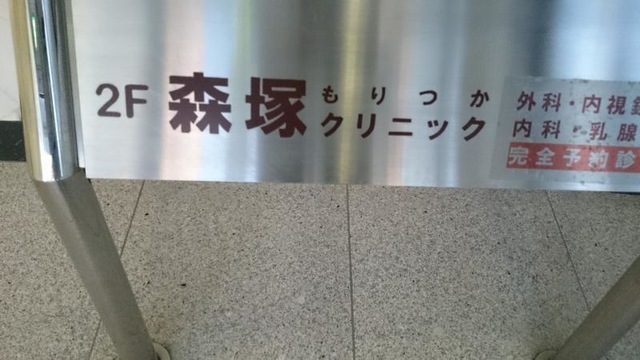 2F 森塚 もりつか
クリニック
外科・内視鏡
内科・乳腺
完全予約診